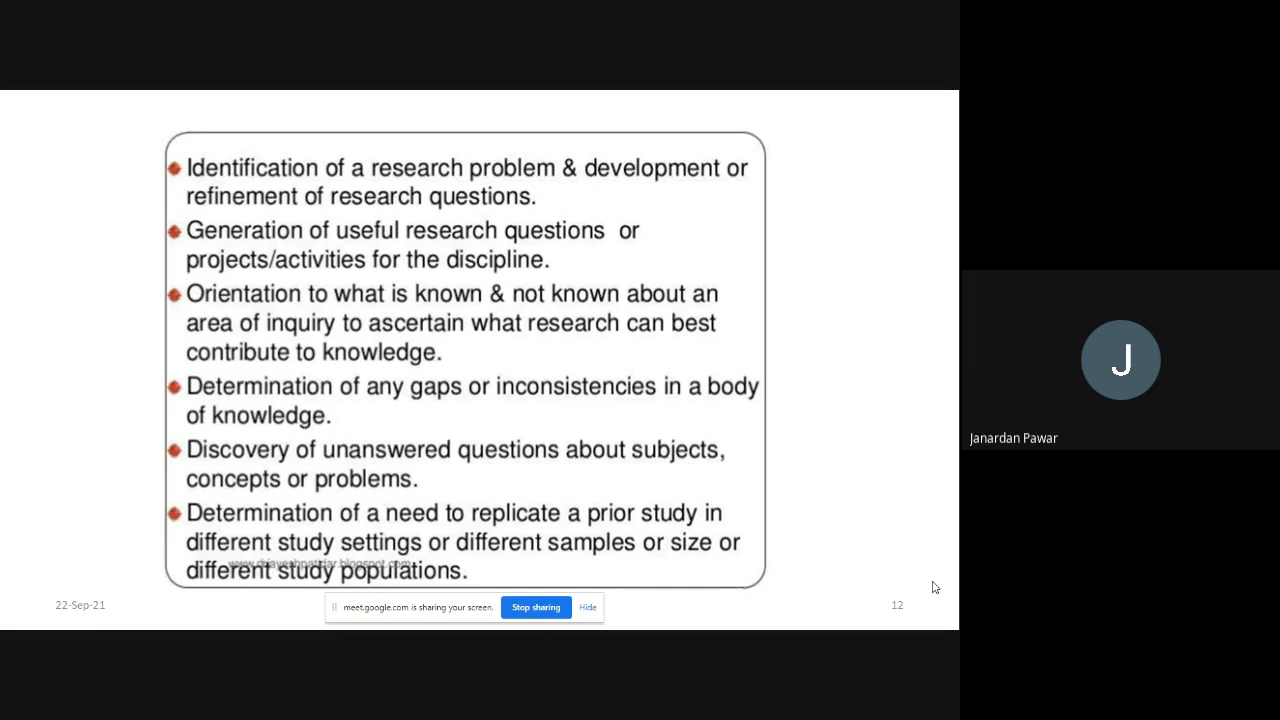 Identification of a research problem & development or
refinement of research questions.
Generation of useful research questions or
projects/activities for the discipline.
Orientation to what is known & not known about an
area of inquiry to ascertain what research can best
contribute to knowledge.
Determination of any gaps or inconsistencies in a body
of knowledge.
Discovery of unanswered questions about subjects,
concepts or problems.
Determination of a need to replicate a prior study in
different study settings or different samples or size or
different study populations.
22-Sep-21
meet.google.com is sharing your screen. Stop sharing Hide
12
J
Janardan Pawar